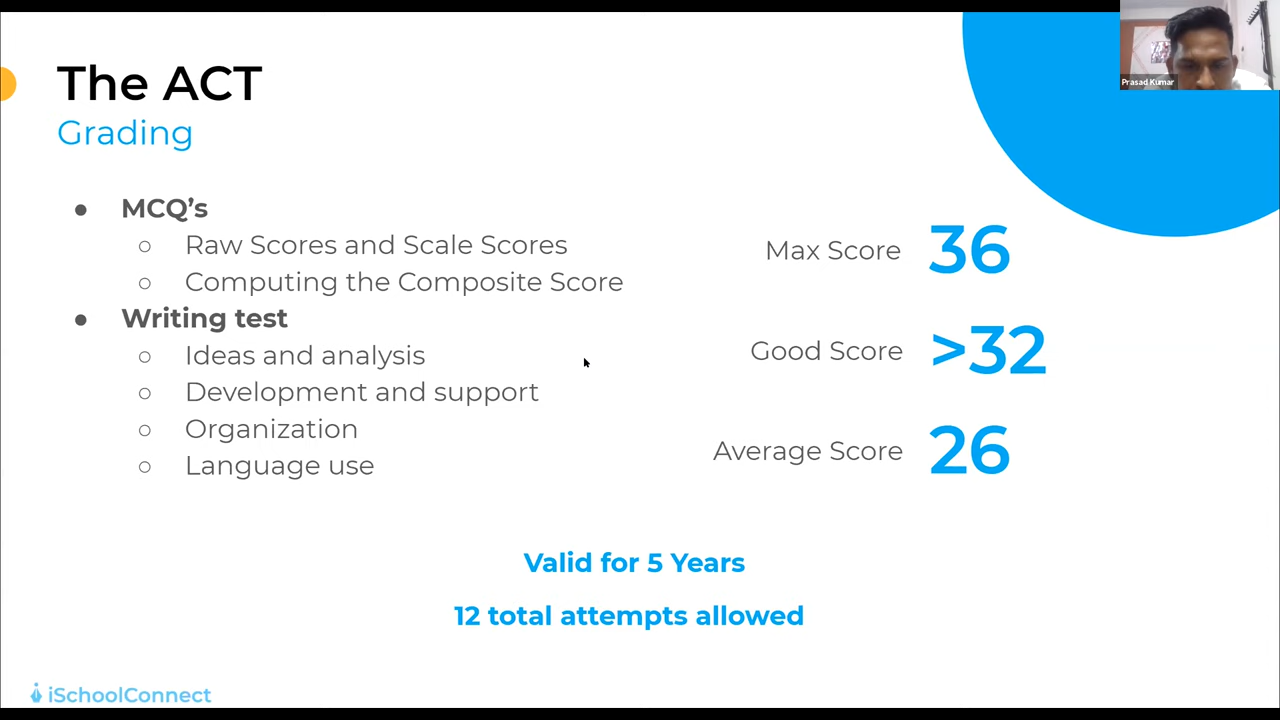 The ACT
Grading
● MCQ’s
○ Raw Scores and Scale Scores
○ Computing the Composite Score
● Writing test
○ Ideas and analysis
○ Development and support
○ Organization
○ Language use
Max Score 36
Good Score >32
Average Score 26
Valid for 5 Years
12 total attempts allowed
iSchoolConnect
Prasad Kumar